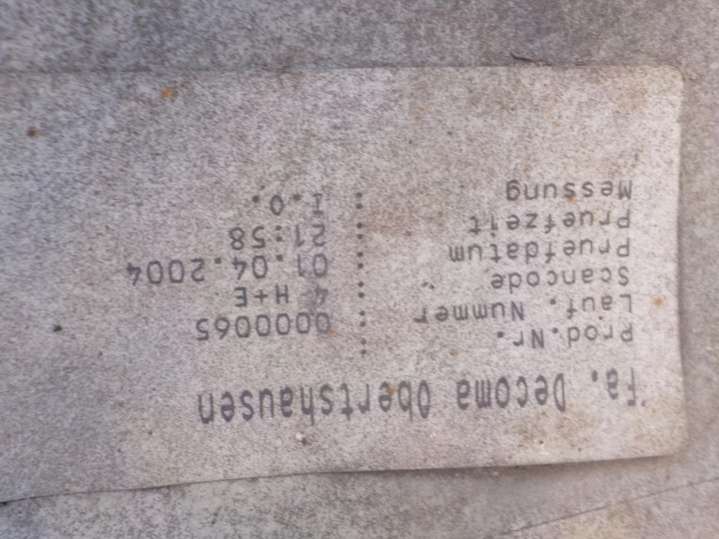 Fa. Decoma Obertshausen
Prod.Nr. :
Lauf. Nummer : 0000065
Scancode : 4 H+E
Pruefdatum : 01.04.2004
Pruefzeit : 21:58
Messung : I.O.